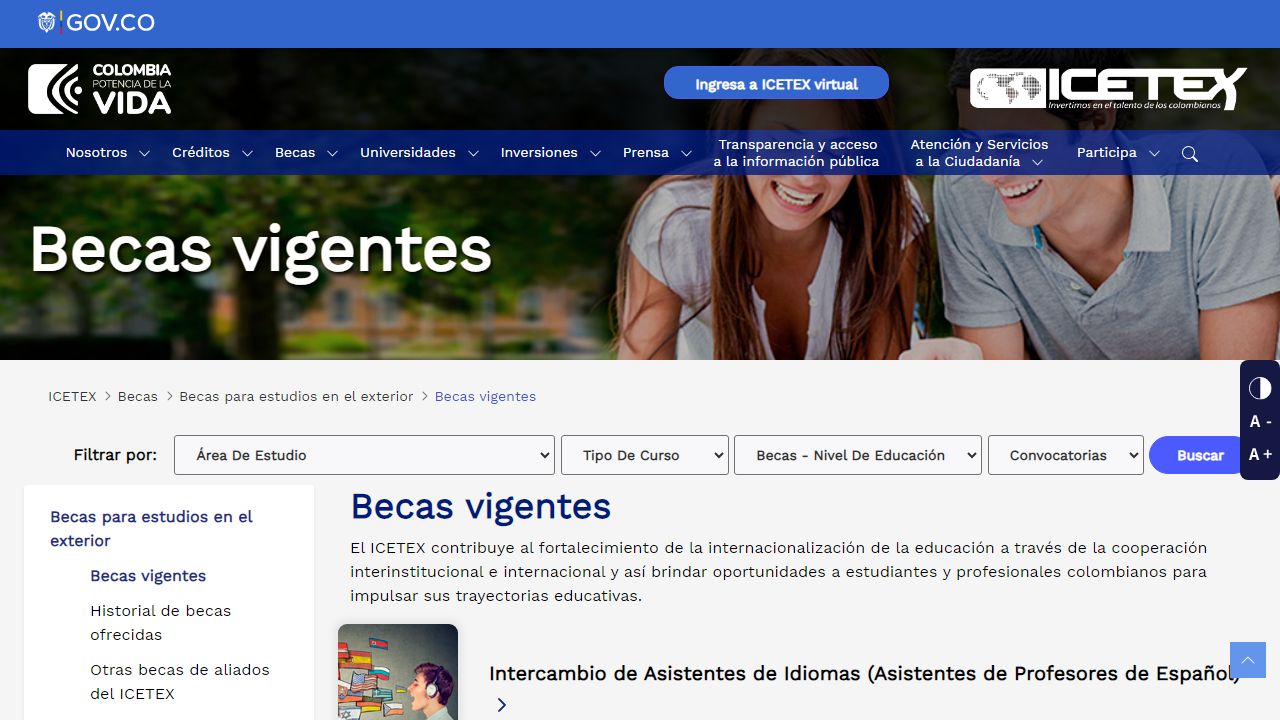 GOV.CO
COLOMBIA
POTENCIA DE LA
VIDA
Ingresa a ICETEX virtual
ICETEX
Invertimos en el talento de los colombianos
Nosotros
Créditos
Becas
Universidades
Inversiones
Prensa
Transparencia y acceso
a la información pública
Atención y Servicios
a la Ciudadanía
Participa
Becas vigentes
ICETEX
Becas
Becas para estudios en el exterior
Becas vigentes
A -
A +
Filtrar por:
Área De Estudio
Tipo De Curso
Becas - Nivel De Educación
Convocatorias
Buscar
Becas para estudios en el
exterior
Becas vigentes
Historial de becas
ofrecidas
Otras becas de aliados
del ICETEX
Becas vigentes
El ICETEX contribuye al fortalecimiento de la internacionalización de la educación a través de la cooperación
interinstitucional e internacional y así brindar oportunidades a estudiantes y profesionales colombianos para
impulsar sus trayectorias educativas.
Intercambio de Asistentes de Idiomas (Asistentes de Profesores de Español)